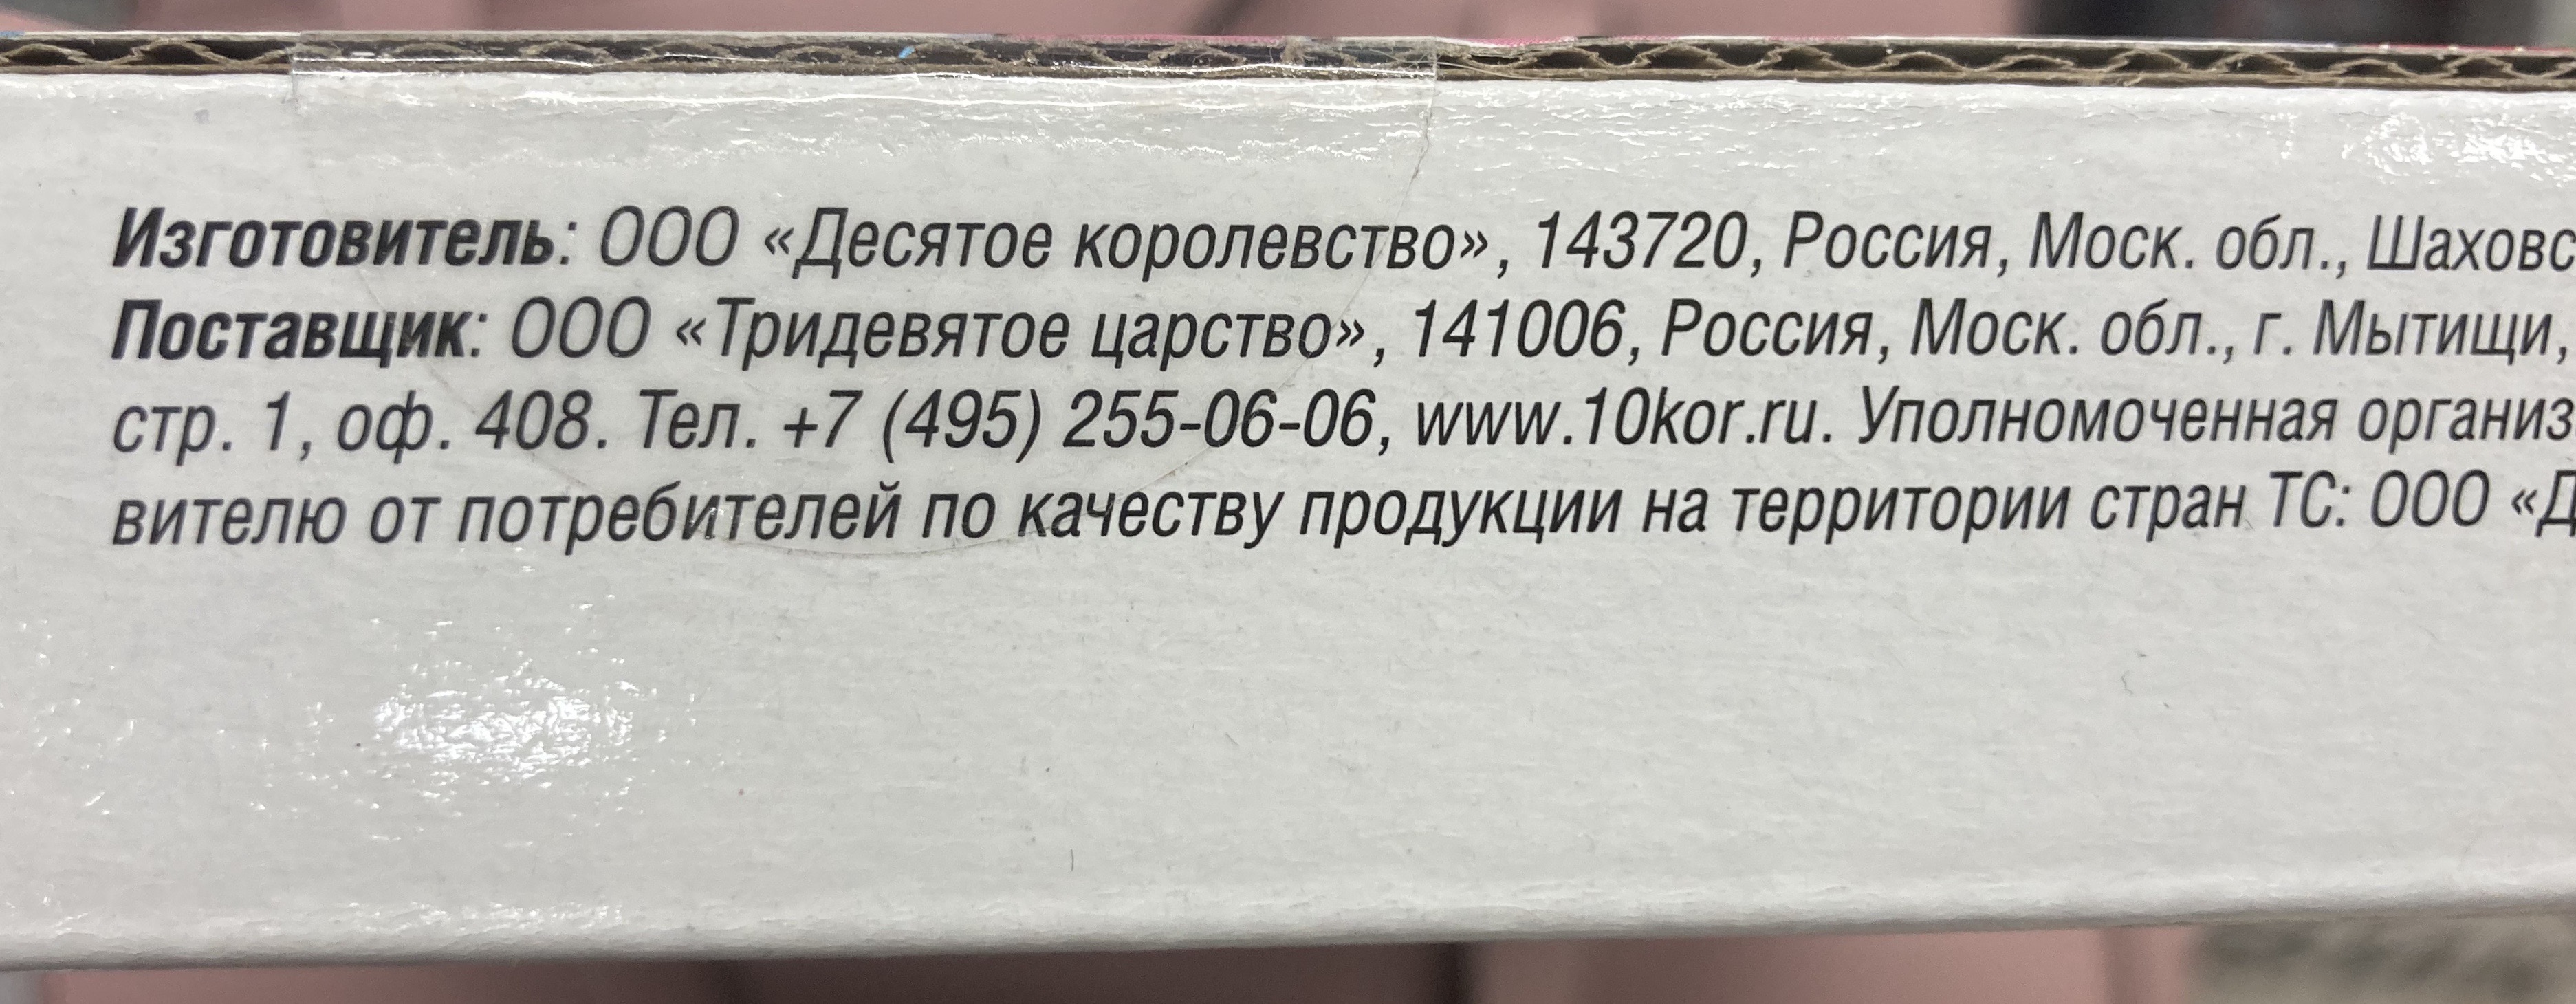 Изготовитель: ООО «Десятое королевство», 143720, Россия, Моск. обл., Шаховс
Поставщик: ООО «Тридевятое царство», 141006, Россия, Моск. обл., г. Мытищи,
стр. 1, оф. 408. Тел. +7 (495) 255-06-06, www.10kor.ru. Уполномоченная организ
вителю от потребителей по качеству продукции на территории стран ТС: ООО «Д